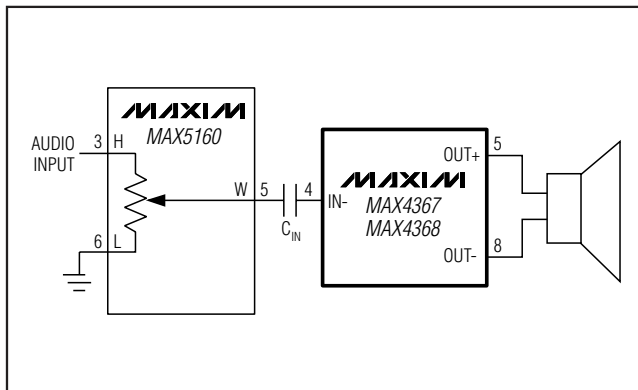 MAXIM
MAX5160
AUDIO
INPUT
3
H
W
5
6
L
C_IN
4
IN-
MAXIM
MAX4367
MAX4368
OUT+
5
OUT-
8